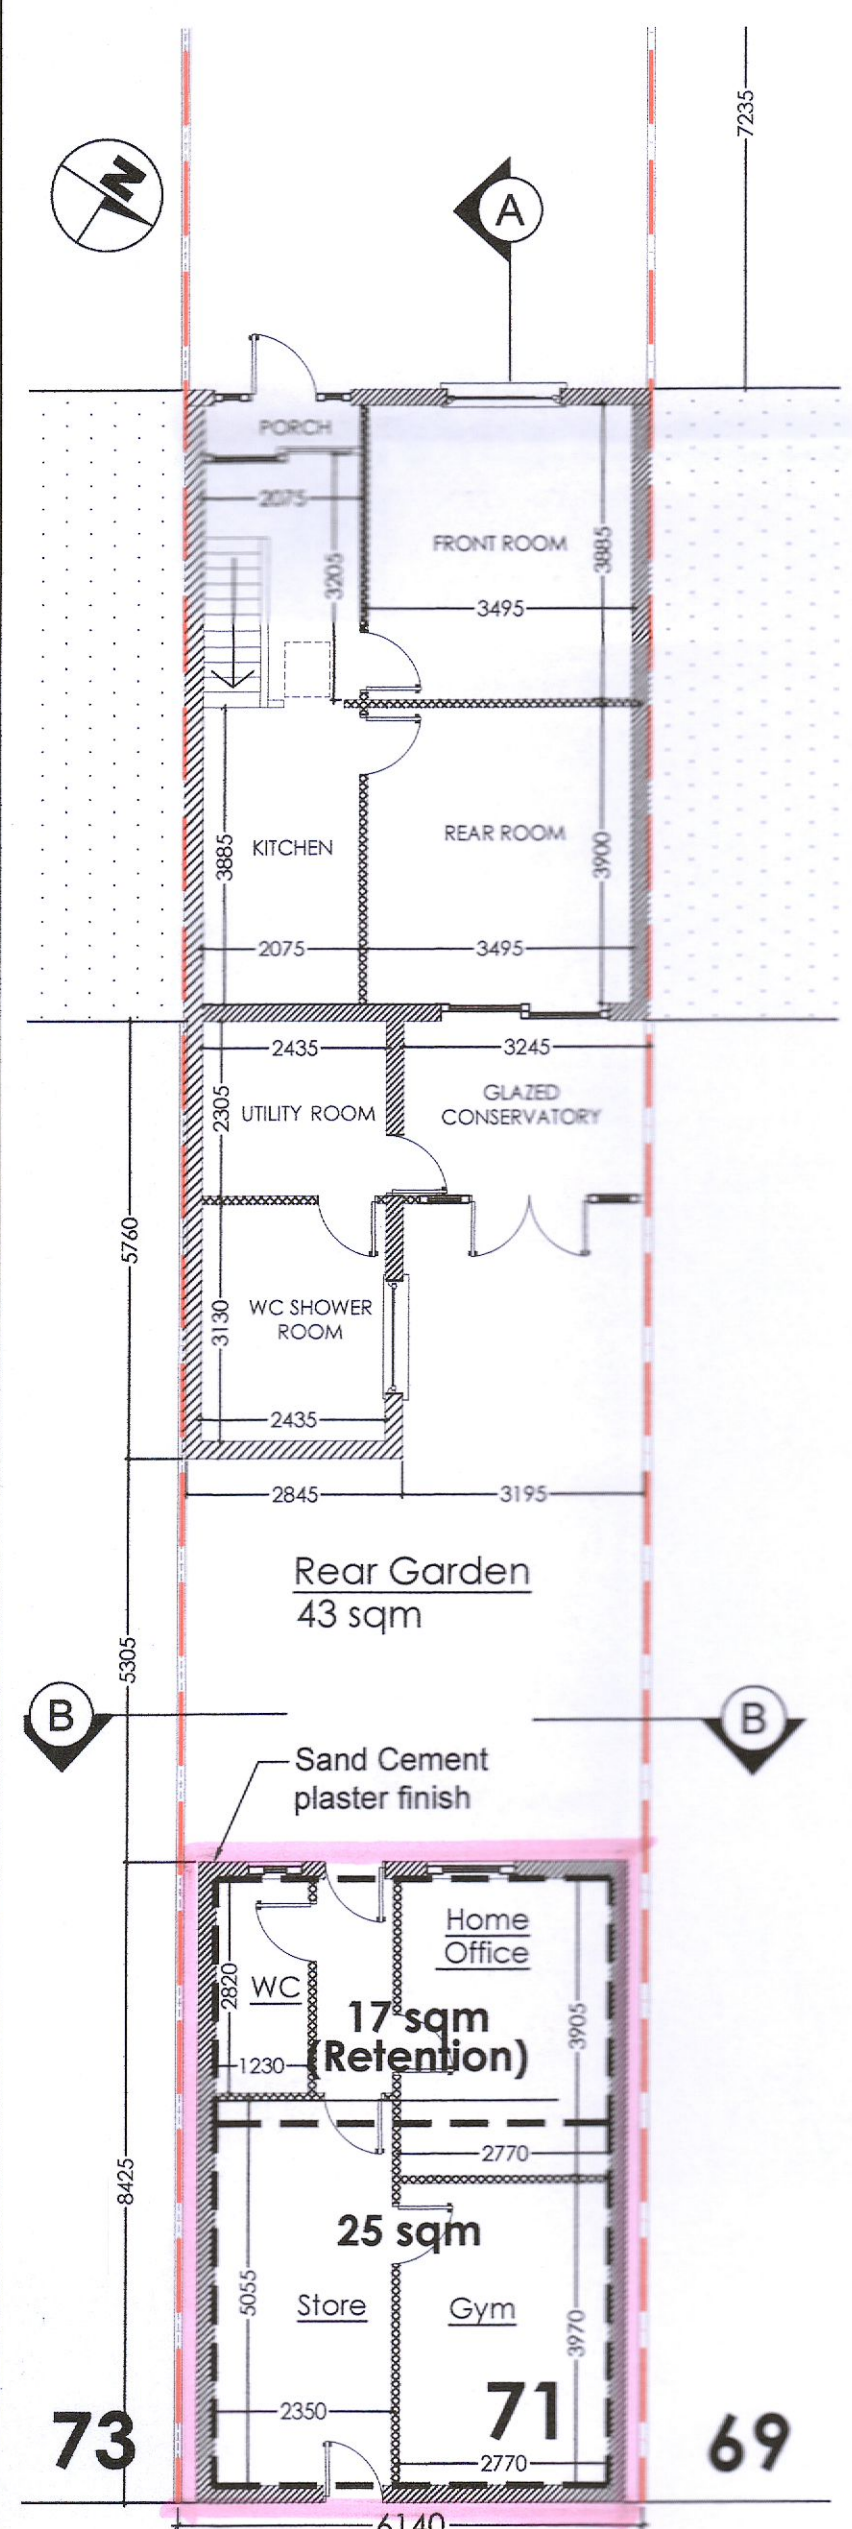 7235
N
A
PORCH
2075
FRONT ROOM
3885
3205
3495
KITCHEN
3885
REAR ROOM
3900
2075
3495
2435
3245
2305
UTILITY ROOM
GLAZED
CONSERVATORY
5760
3130
WC SHOWER
ROOM
2435
2845
3195
Rear Garden
43 sqm
5305
B
B
Sand Cement
plaster finish
Home
Office
2820
WC
17 sqm
(Retention)
3905
1230
2770
8425
25 sqm
5055
Store
Gym
3970
2350
71
73
69
2770
6140